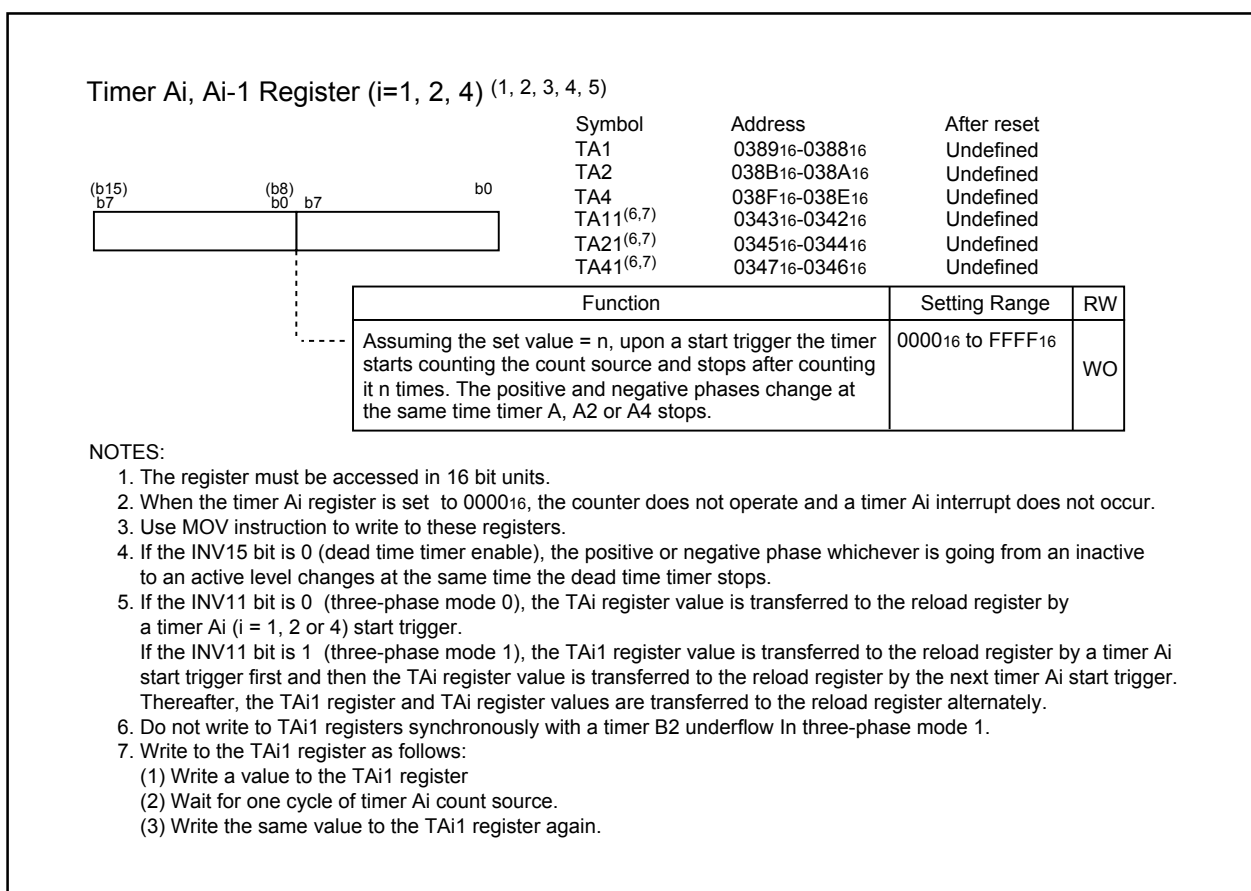 Timer Ai, Ai-1 Register (i=1, 2, 4) (1, 2, 3, 4, 5)
Symbol Address After reset
TA1 038916-038816 Undefined
TA2 038B16-038A16 Undefined
TA4 038F16-038E16 Undefined
TA11(6,7) 034316-034216 Undefined
TA21(6,7) 034516-034416 Undefined
TA41(6,7) 034716-034616 Undefined
(b15) (b8)
b7 b0 b7 b0
Function Setting Range RW
Assuming the set value = n, upon a start trigger the timer
starts counting the count source and stops after counting
it n times. The positive and negative phases change at
the same time timer A, A2 or A4 stops.
000016 to FFFF16
WO
NOTES:
1. The register must be accessed in 16 bit units.
2. When the timer Ai register is set to 000016, the counter does not operate and a timer Ai interrupt does not occur.
3. Use MOV instruction to write to these registers.
4. If the INV15 bit is 0 (dead time timer enable), the positive or negative phase whichever is going from an inactive
to an active level changes at the same time the dead time timer stops.
5. If the INV11 bit is 0 (three-phase mode 0), the TAi register value is transferred to the reload register by
a timer Ai (i = 1, 2 or 4) start trigger.
If the INV11 bit is 1 (three-phase mode 1), the TAi1 register value is transferred to the reload register by a timer Ai
start trigger first and then the TAi register value is transferred to the reload register by the next timer Ai start trigger.
Thereafter, the TAi1 register and TAi register values are transferred to the reload register alternately.
6. Do not write to TAi1 registers synchronously with a timer B2 underflow In three-phase mode 1.
7. Write to the TAi1 register as follows:
(1) Write a value to the TAi1 register
(2) Wait for one cycle of timer Ai count source.
(3) Write the same value to the TAi1 register again.